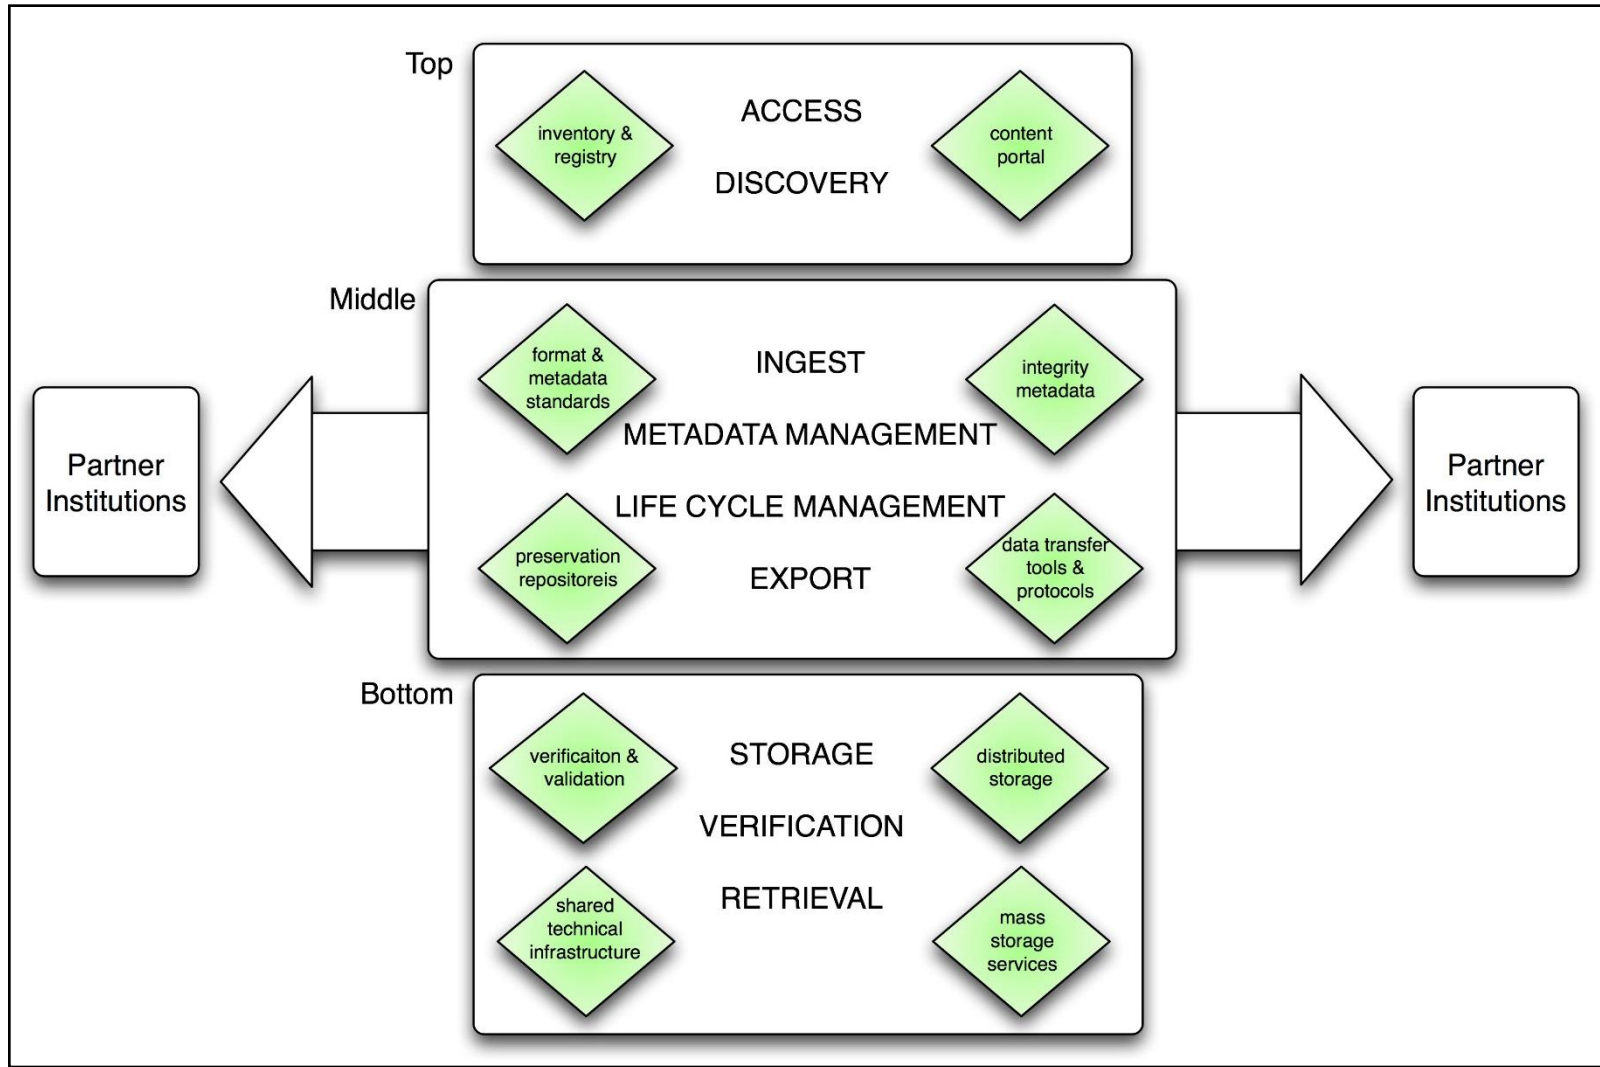 Top
inventory &
registry
ACCESS
DISCOVERY
content
portal
Middle
format &
metadata
standards
INGEST
METADATA MANAGEMENT
LIFE CYCLE MANAGEMENT
EXPORT
integrity
metadata
preservation
repositoreis
data transfer
tools &
protocols
Partner
Institutions
Partner
Institutions
Bottom
verificaiton &
validation
STORAGE
VERIFICATION
RETRIEVAL
distributed
storage
shared
technical
infrastructure
mass
storage
services